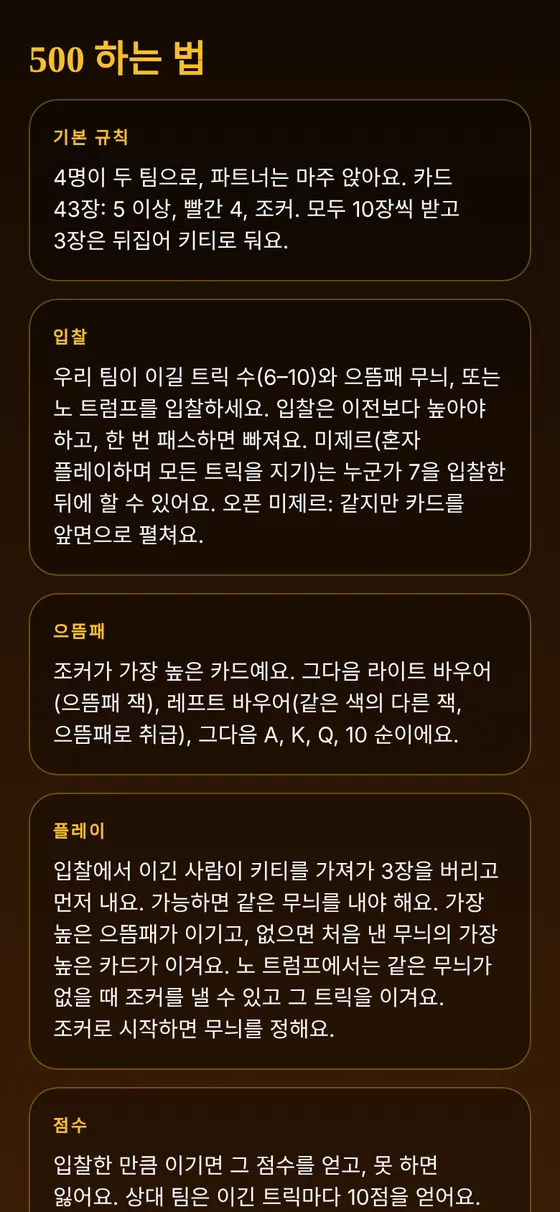 500 하는 법
기본 규칙
4명이 두 팀으로, 파트너는 마주 앉아요. 카드
43장: 5 이상, 빨간 4, 조커. 모두 10장씩 받고
3장은 뒤집어 키티로 둬요.
입찰
우리 팀이 이길 트릭 수(6–10)와 으뜸패 무늬, 또는
노 트럼프를 입찰하세요. 입찰은 이전보다 높아야
하고, 한 번 패스하면 빠져요. 미제르(혼자
플레이하며 모든 트릭을 지기)는 누군가 7을 입찰한
뒤에 할 수 있어요. 오픈 미제르: 같지만 카드를
앞면으로 펼쳐요.
으뜸패
조커가 가장 높은 카드예요. 그다음 라이트 바우어
(으뜸패 잭), 레프트 바우어(같은 색의 다른 잭,
으뜸패로 취급), 그다음 A, K, Q, 10 순이에요.
플레이
입찰에서 이긴 사람이 키티를 가져가 3장을 버리고
먼저 내요. 가능하면 같은 무늬를 내야 해요. 가장
높은 으뜸패가 이기고, 없으면 처음 낸 무늬의 가장
높은 카드가 이겨요. 노 트럼프에서는 같은 무늬가
없을 때 조커를 낼 수 있고 그 트릭을 이겨요.
조커로 시작하면 무늬를 정해요.
점수
입찰한 만큼 이기면 그 점수를 얻고, 못 하면
잃어요. 상대 팀은 이긴 트릭마다 10점을 얻어요.